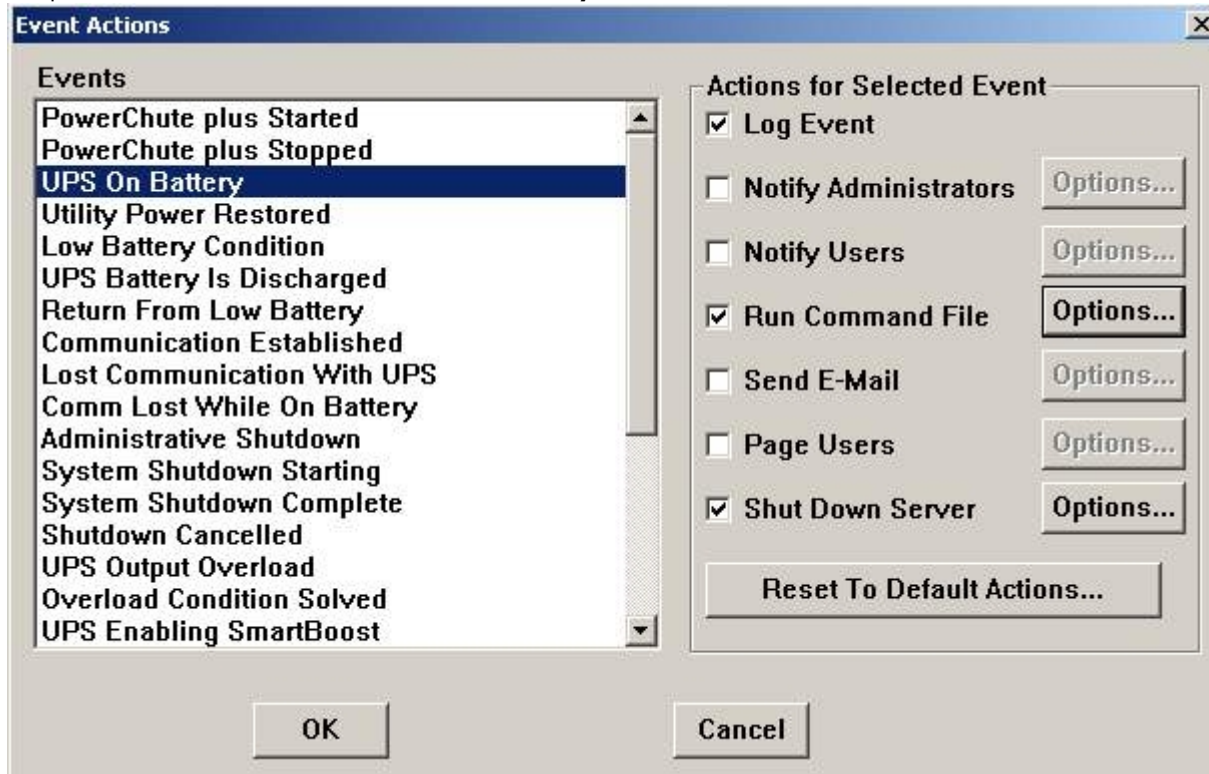 Event Actions
Events
PowerChute plus Started
PowerChute plus Stopped
UPS On Battery
Utility Power Restored
Low Battery Condition
UPS Battery Is Discharged
Return From Low Battery
Communication Established
Lost Communication With UPS
Comm Lost While On Battery
Administrative Shutdown
System Shutdown Starting
System Shutdown Complete
Shutdown Cancelled
UPS Output Overload
Overload Condition Solved
UPS Enabling SmartBoost
Actions for Selected Event
Log Event
Notify Administrators Options...
Notify Users Options...
Run Command File Options...
Send E-Mail Options...
Page Users Options...
Shut Down Server Options...
Reset To Default Actions...
OK Cancel